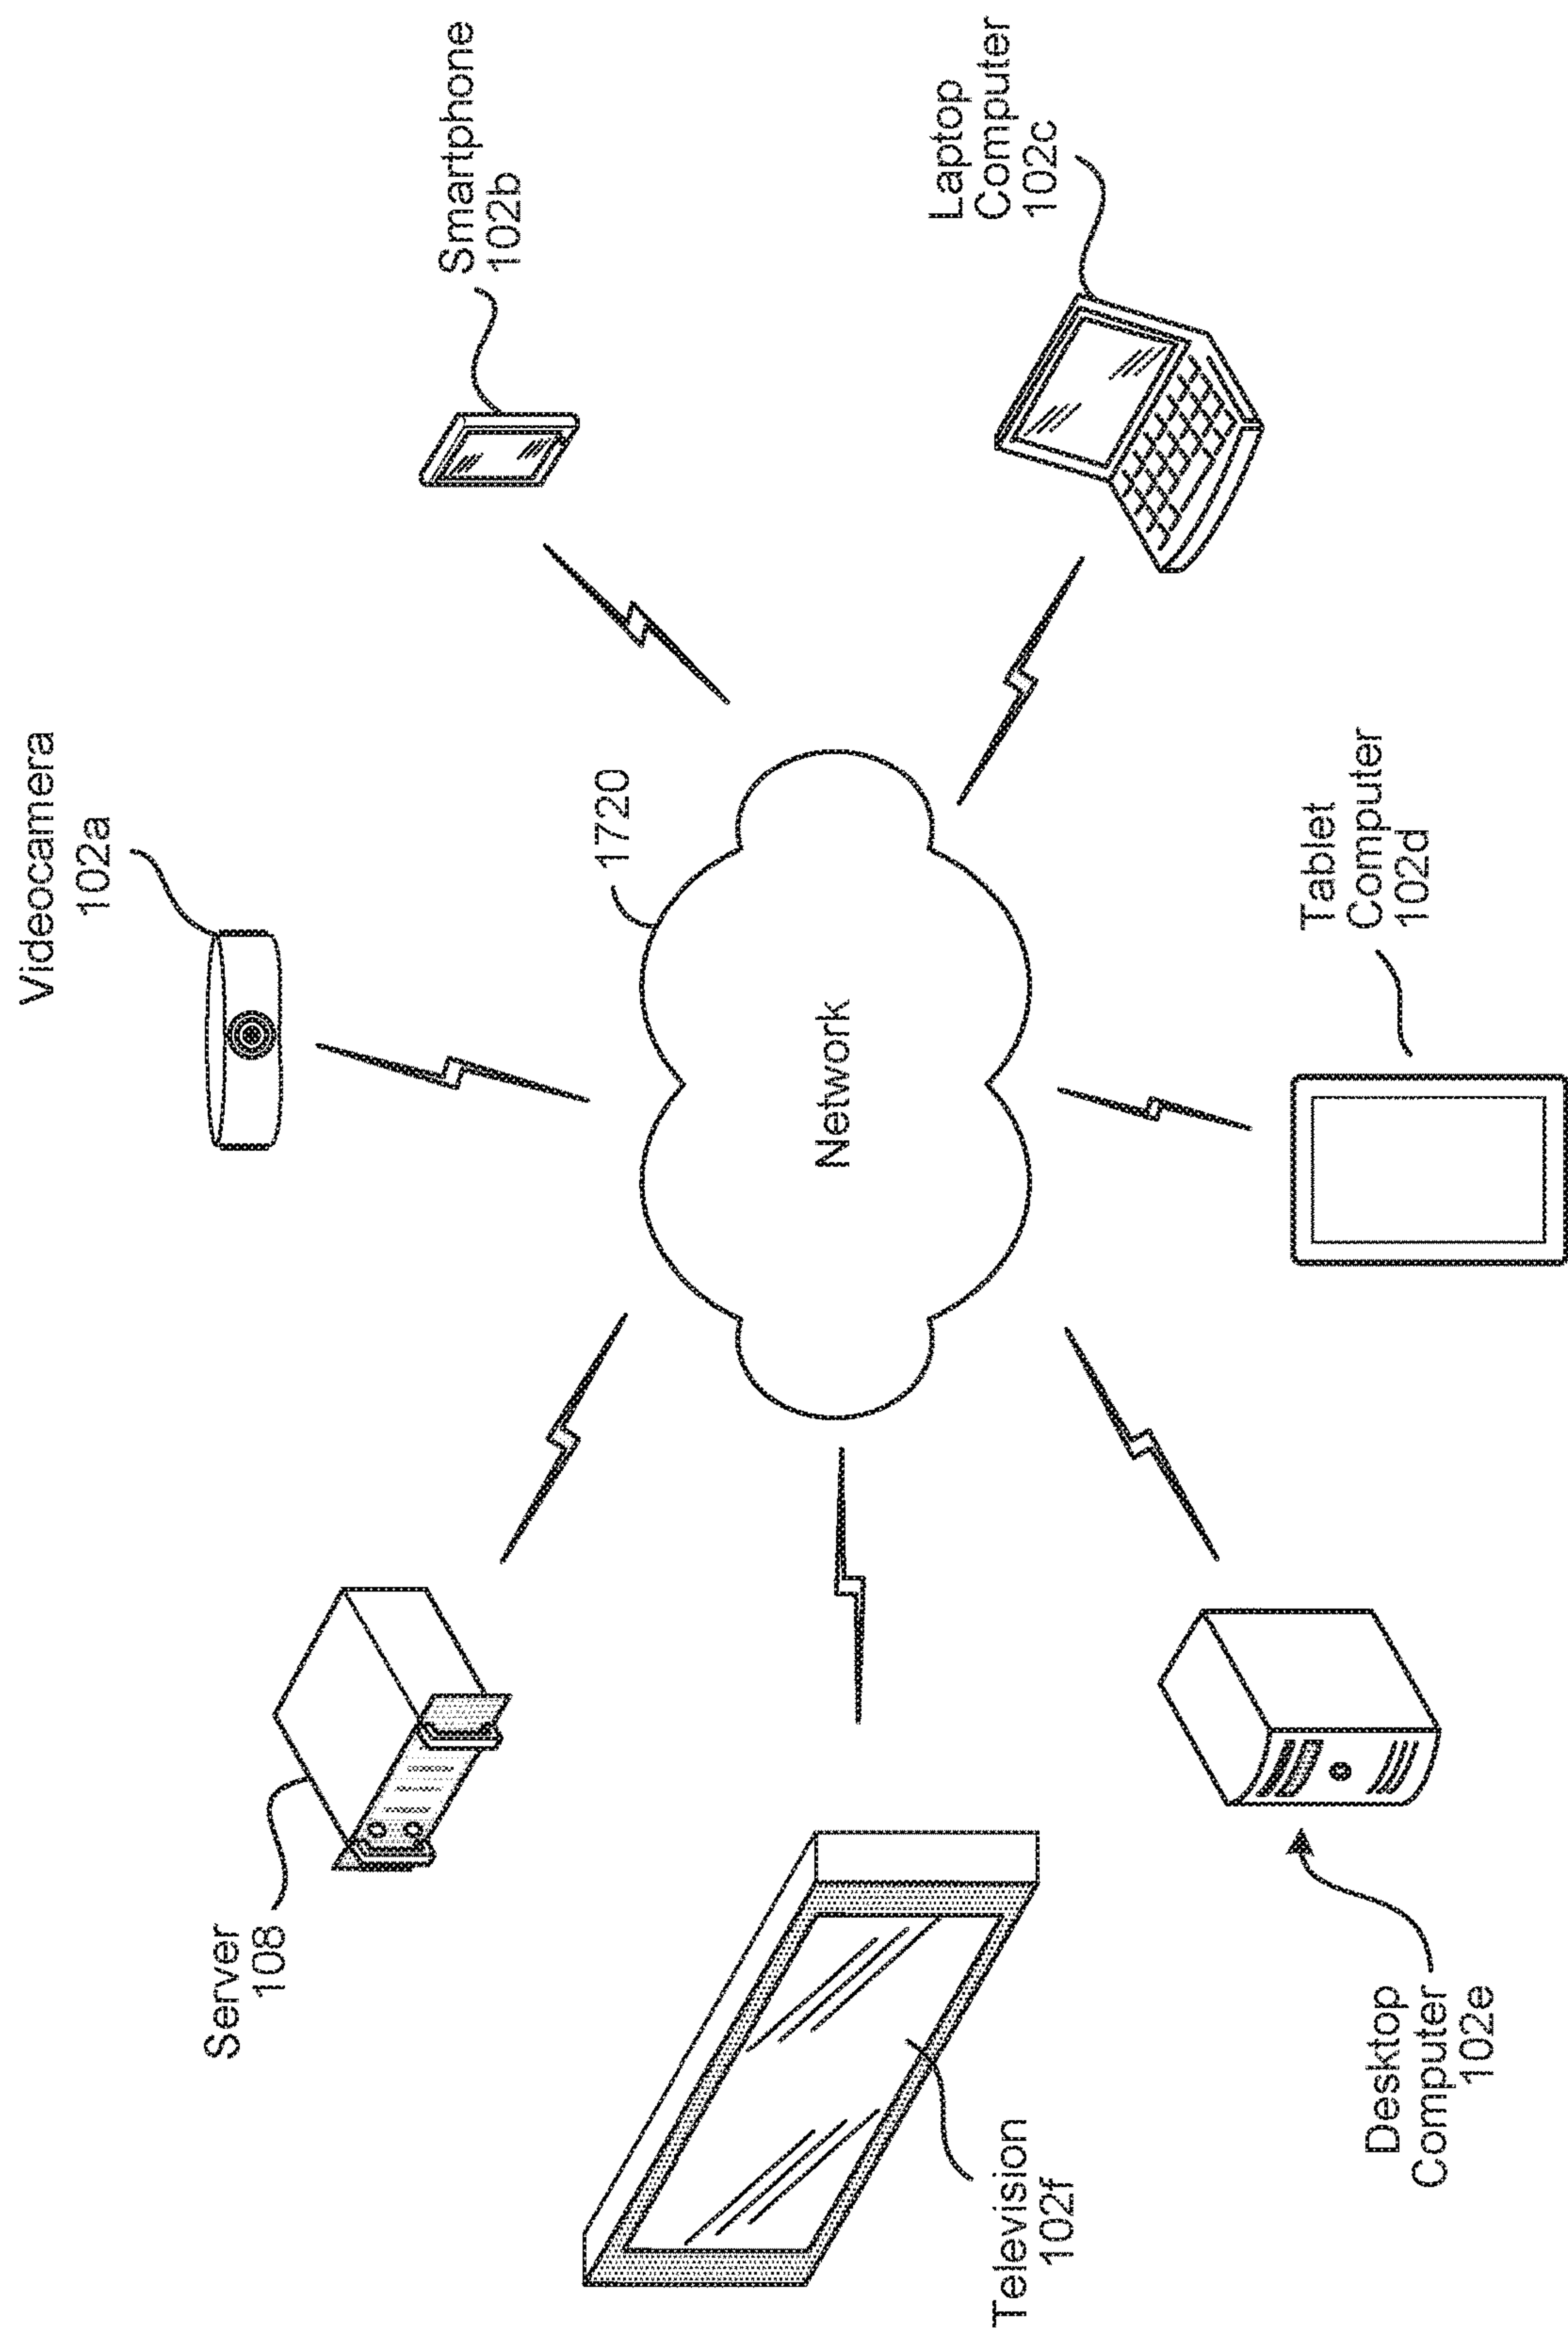 Videocamera
102a
Server
108
Smartphone
102b
1720
Network
Television
102f
Laptop
Computer
102c
Desktop
Computer
102e
Tablet
Computer
102d